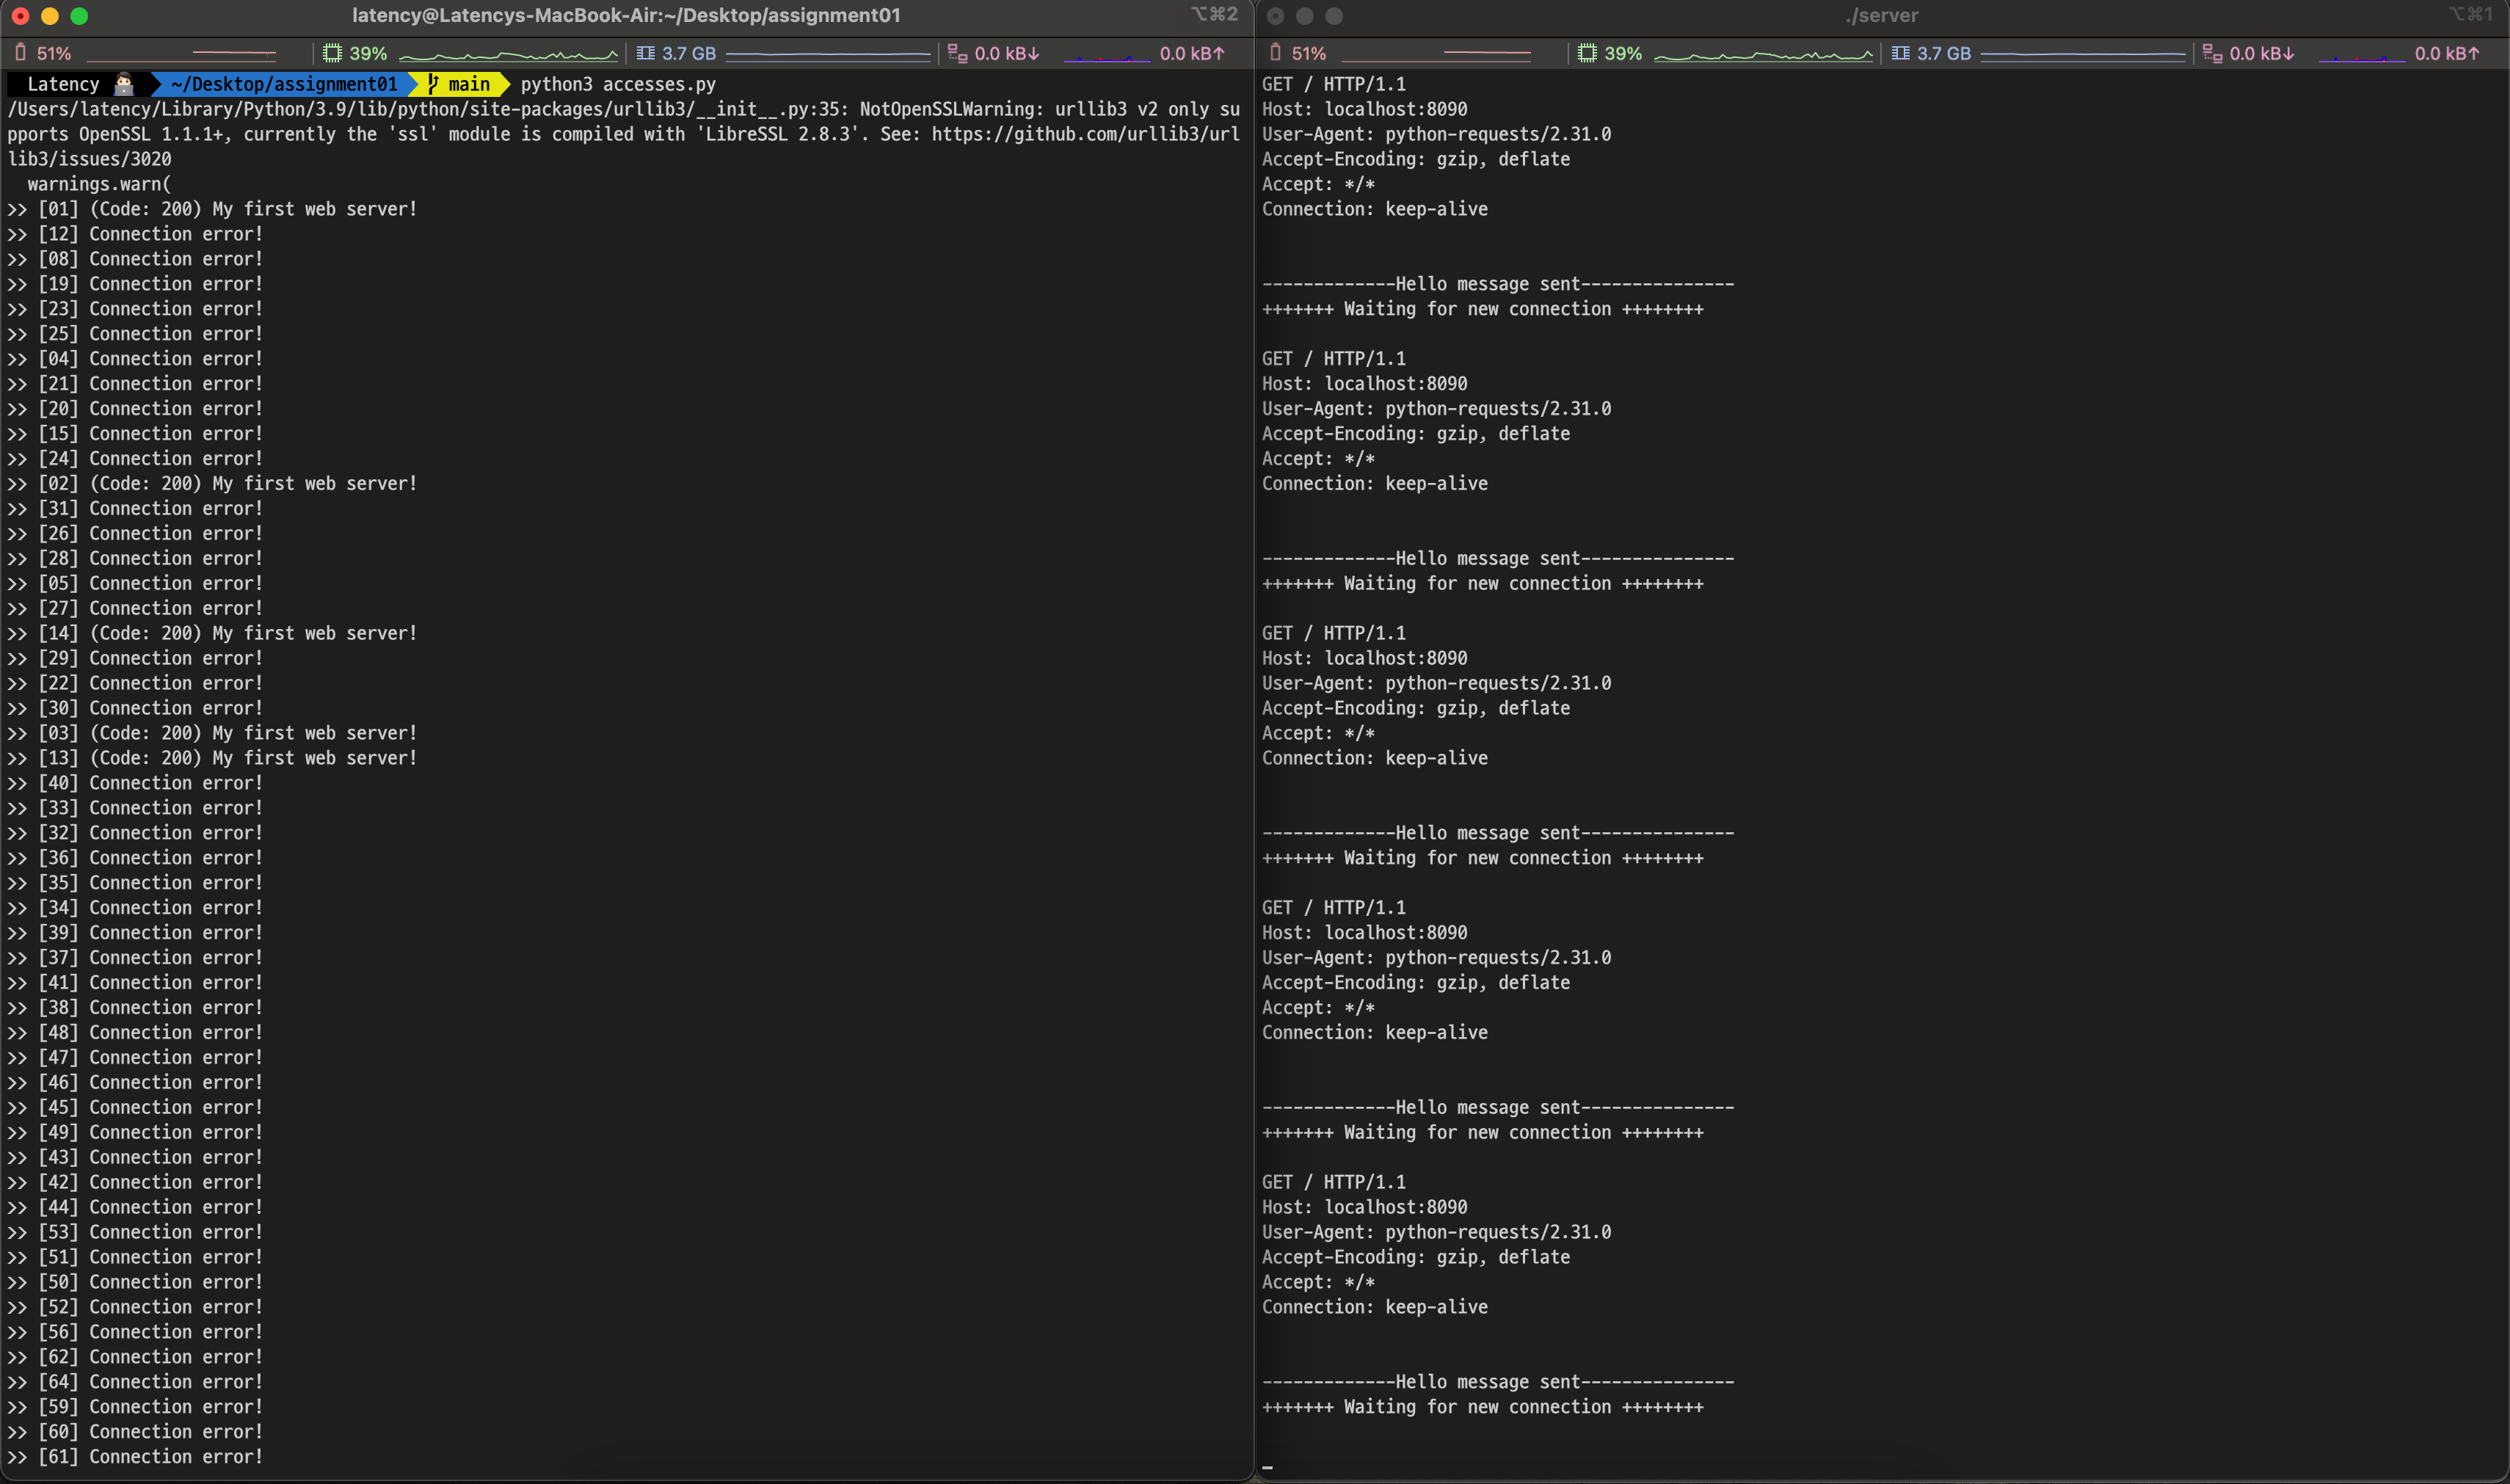 latency@Latencys-MacBook-Air:~/Desktop/assignment01
⌥⌘2
51%
39%
3.7 GB
0.0 kB↓
0.0 kB↑
Latency ~/Desktop/assignment01 main python3 accesses.py
/Users/latency/Library/Python/3.9/lib/python/site-packages/urllib3/__init__.py:35: NotOpenSSLWarning: urllib3 v2 only su
pports OpenSSL 1.1.1+, currently the 'ssl' module is compiled with 'LibreSSL 2.8.3'. See: https://github.com/urllib3/url
lib3/issues/3020
warnings.warn(
>> [01] (Code: 200) My first web server!
>> [12] Connection error!
>> [08] Connection error!
>> [19] Connection error!
>> [23] Connection error!
>> [25] Connection error!
>> [04] Connection error!
>> [21] Connection error!
>> [20] Connection error!
>> [15] Connection error!
>> [24] Connection error!
>> [02] (Code: 200) My first web server!
>> [31] Connection error!
>> [26] Connection error!
>> [28] Connection error!
>> [05] Connection error!
>> [27] Connection error!
>> [14] (Code: 200) My first web server!
>> [29] Connection error!
>> [22] Connection error!
>> [30] Connection error!
>> [03] (Code: 200) My first web server!
>> [13] (Code: 200) My first web server!
>> [40] Connection error!
>> [33] Connection error!
>> [32] Connection error!
>> [36] Connection error!
>> [35] Connection error!
>> [34] Connection error!
>> [39] Connection error!
>> [37] Connection error!
>> [41] Connection error!
>> [38] Connection error!
>> [48] Connection error!
>> [47] Connection error!
>> [46] Connection error!
>> [45] Connection error!
>> [49] Connection error!
>> [43] Connection error!
>> [42] Connection error!
>> [44] Connection error!
>> [53] Connection error!
>> [51] Connection error!
>> [50] Connection error!
>> [52] Connection error!
>> [56] Connection error!
>> [62] Connection error!
>> [64] Connection error!
>> [59] Connection error!
>> [60] Connection error!
>> [61] Connection error!
./server
⌥⌘1
51%
39%
3.7 GB
0.0 kB↓
0.0 kB↑
GET / HTTP/1.1
Host: localhost:8090
User-Agent: python-requests/2.31.0
Accept-Encoding: gzip, deflate
Accept: */*
Connection: keep-alive
-------------Hello message sent---------------
+++++++ Waiting for new connection ++++++++
GET / HTTP/1.1
Host: localhost:8090
User-Agent: python-requests/2.31.0
Accept-Encoding: gzip, deflate
Accept: */*
Connection: keep-alive
-------------Hello message sent---------------
+++++++ Waiting for new connection ++++++++
GET / HTTP/1.1
Host: localhost:8090
User-Agent: python-requests/2.31.0
Accept-Encoding: gzip, deflate
Accept: */*
Connection: keep-alive
-------------Hello message sent---------------
+++++++ Waiting for new connection ++++++++
GET / HTTP/1.1
Host: localhost:8090
User-Agent: python-requests/2.31.0
Accept-Encoding: gzip, deflate
Accept: */*
Connection: keep-alive
-------------Hello message sent---------------
+++++++ Waiting for new connection ++++++++
GET / HTTP/1.1
Host: localhost:8090
User-Agent: python-requests/2.31.0
Accept-Encoding: gzip, deflate
Accept: */*
Connection: keep-alive
-------------Hello message sent---------------
+++++++ Waiting for new connection ++++++++